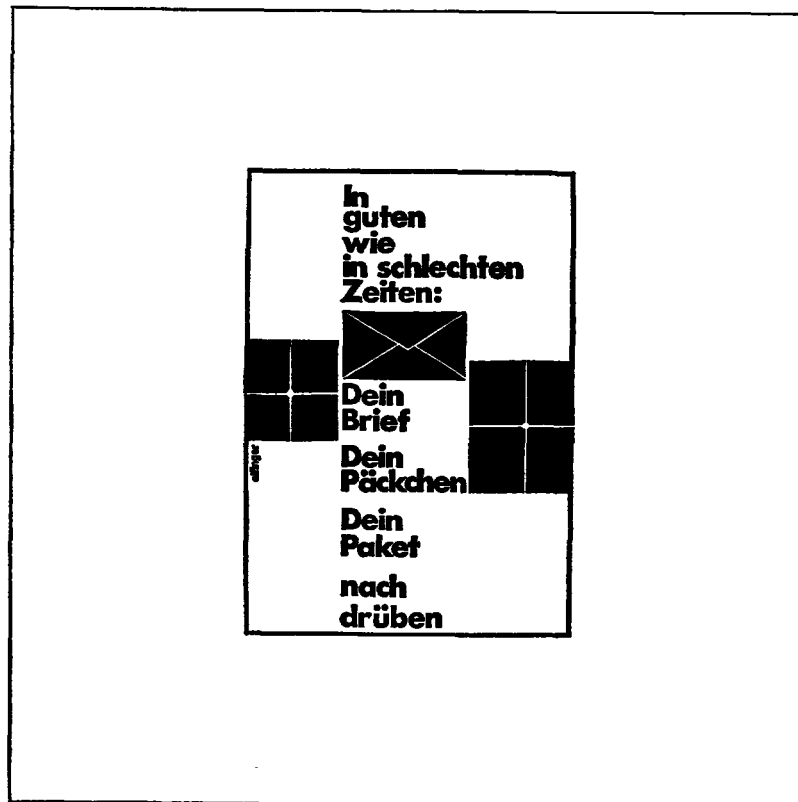 In
guten
wie
in schlechten
Zeiten:
Dein
Brief
Dein
Päckchen
Dein
Paket
nach
drüben